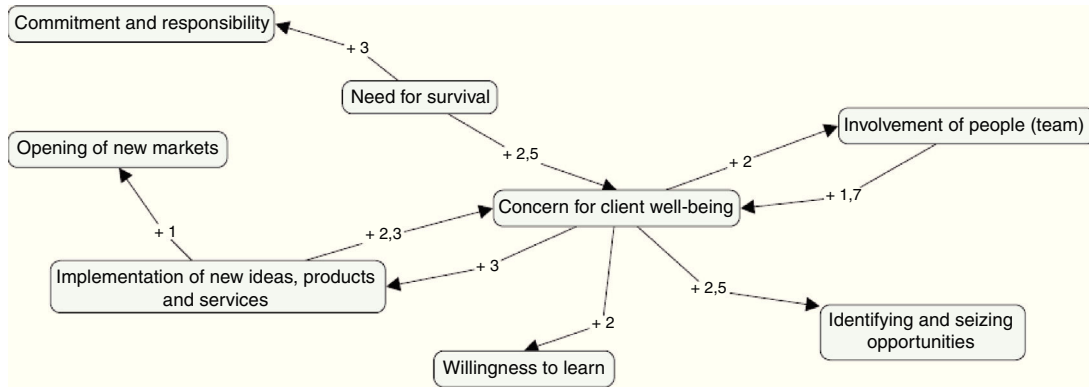 Commitment and responsibility
+ 3
Need for survival
Involvement of people (team)
Opening of new markets
+ 2,5
+ 2
+ 1,7
Concern for client well-being
+ 1
+ 2,3
+ 3
Implementation of new ideas, products
and services
+ 2,5
Identifying and seizing
opportunities
+ 2
Willingness to learn